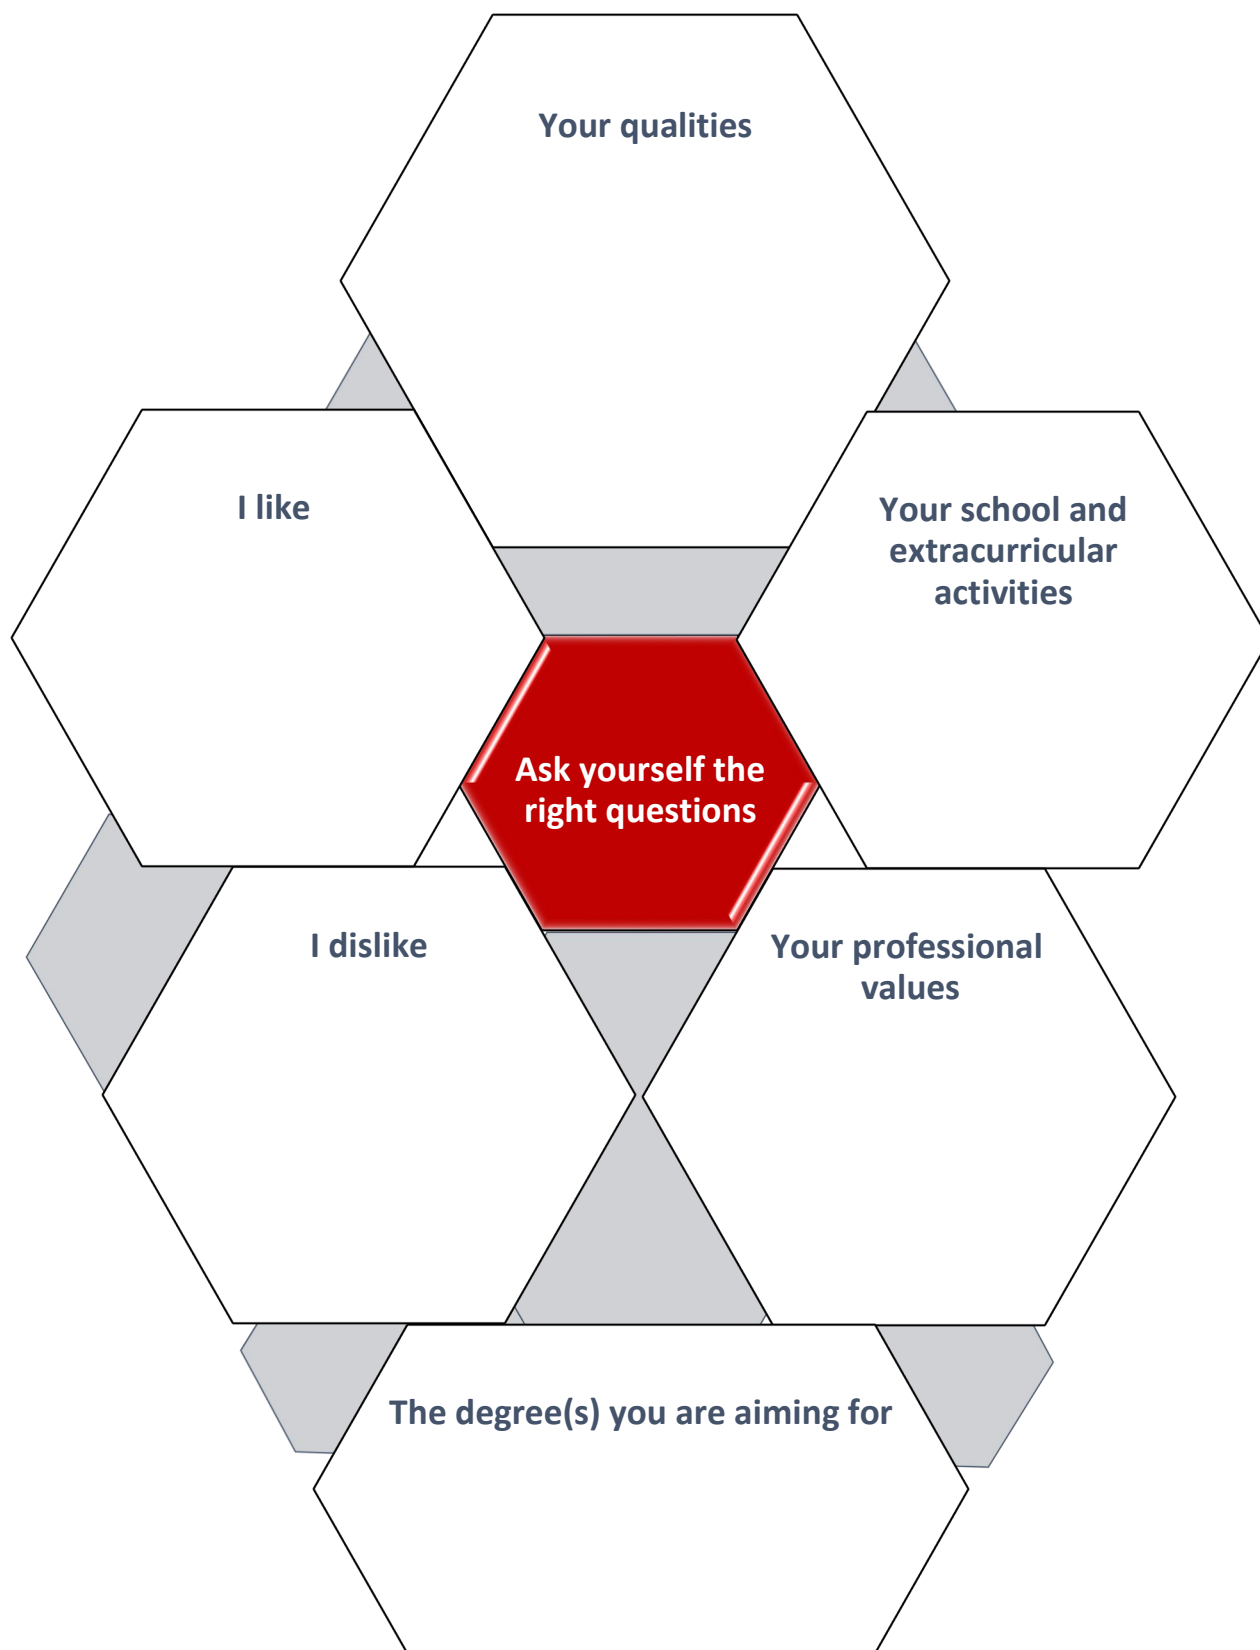 Your qualities
I like
Your school and
extracurricular
activities
Ask yourself the
right questions
I dislike
Your professional
values
The degree(s) you are aiming for